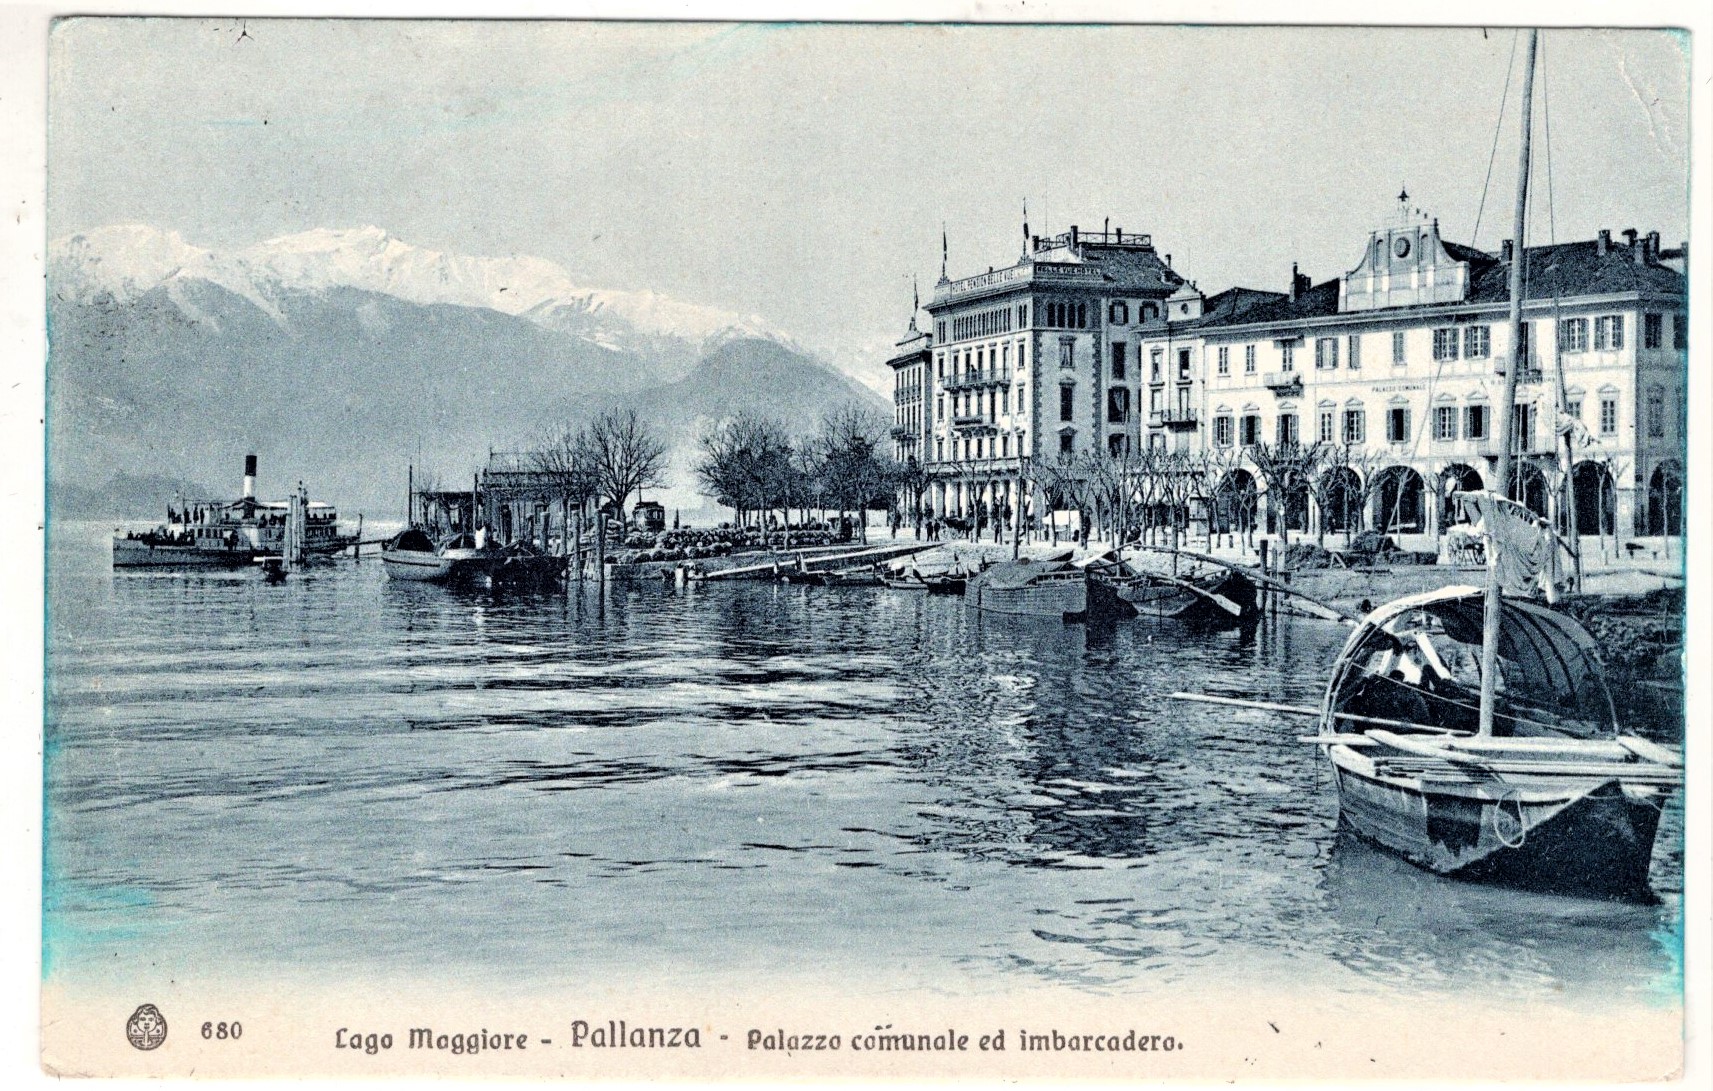 HOTEL PENSION BELLE-VUE
BELLE VUE HOTEL
PALAZZO COMUNALE
680 Lago Maggiore - Pallanza - Palazzo comunale ed imbarcadero.